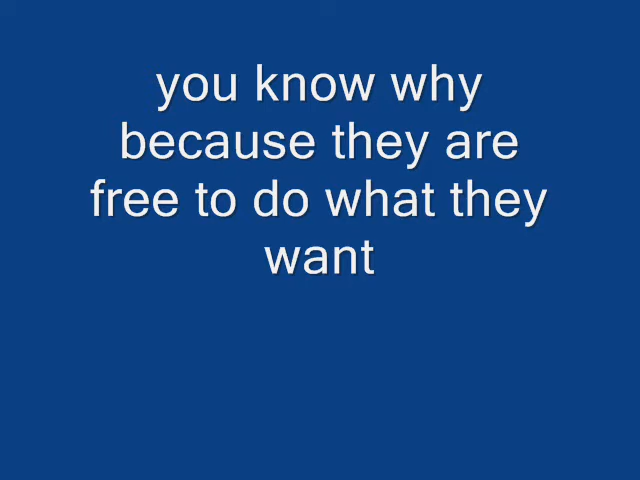 you know why
because they are
free to do what they
want